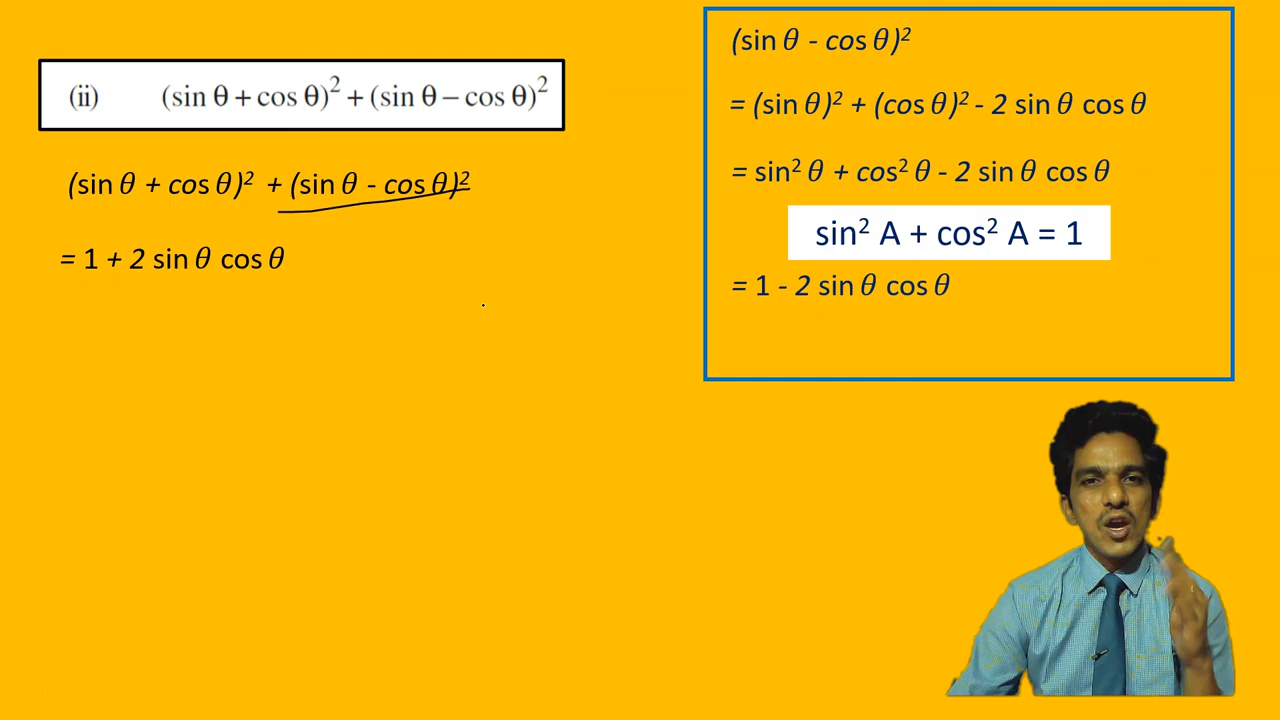 (ii) (sin θ + cos θ)² + (sin θ – cos θ)²
(sin θ + cos θ)² + (sin θ - cos θ)²
= 1 + 2 sin θ cos θ
(sin θ - cos θ)²
= (sin θ)² + (cos θ)² - 2 sin θ cos θ
= sin² θ + cos² θ - 2 sin θ cos θ
sin² A + cos² A = 1
= 1 - 2 sin θ cos θ